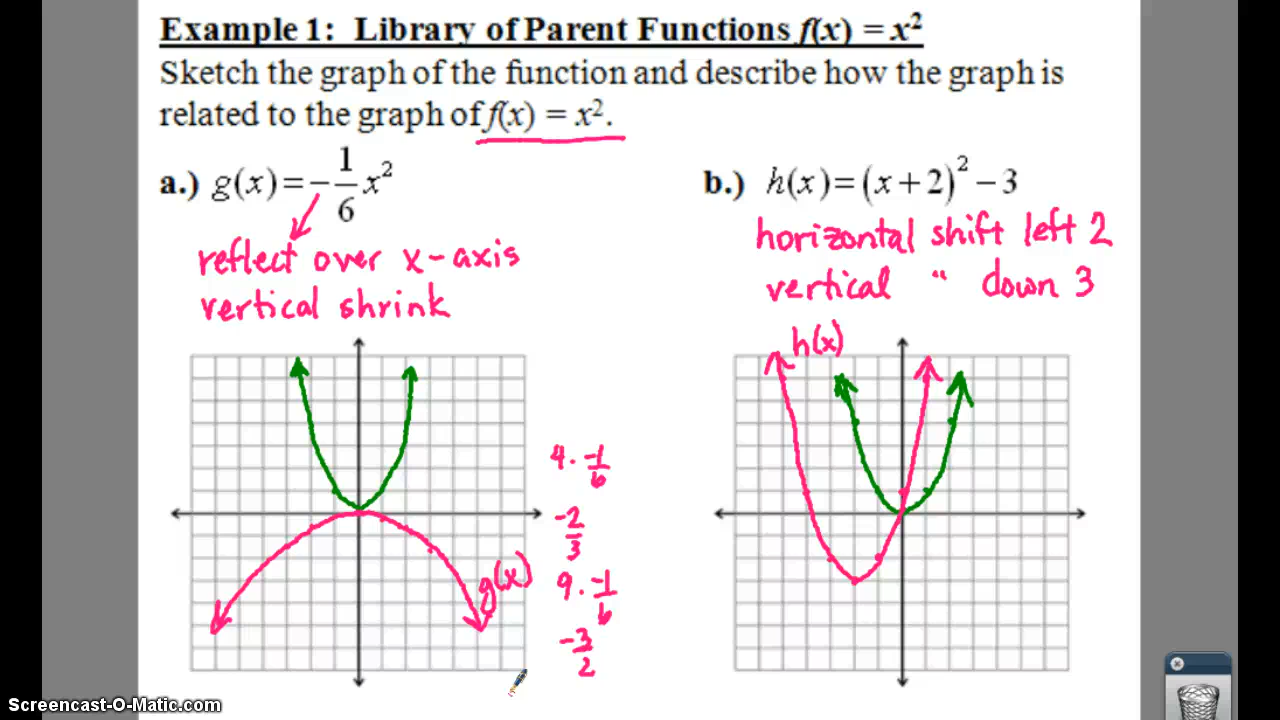 Example 1: Library of Parent Functions f(x) = x²
Sketch the graph of the function and describe how the graph is
related to the graph of f(x) = x².
a.) g(x) = -1/6 x²
reflect over x-axis
vertical shrink
b.) h(x) = (x+2)² - 3
horizontal shift left 2
vertical " down 3
h(x)
4 · -1/6
-2/3
g(x)
9 · -1/6
-3/2
Screencast-O-Matic.com